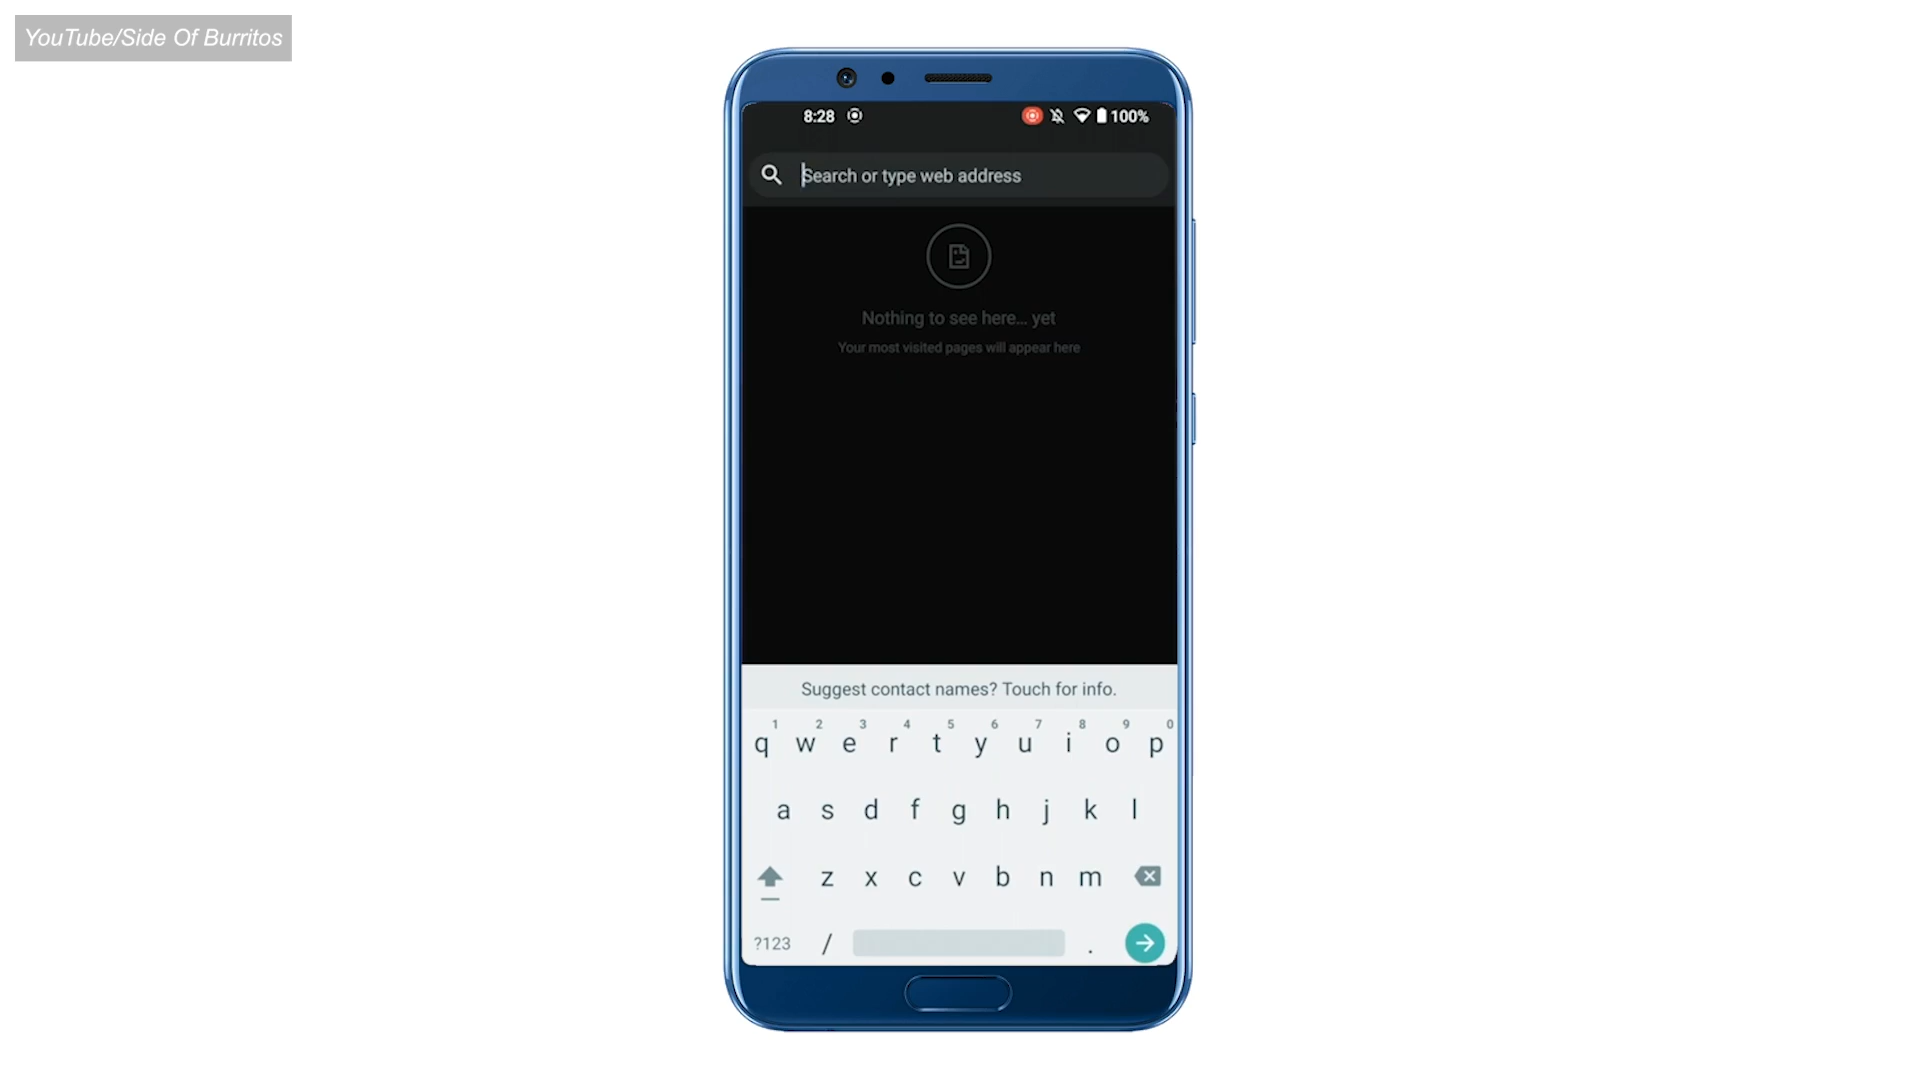 YouTube/Side Of Burritos
8:28
100%
Search or type web address
Nothing to see here... yet
Your most visited pages will appear here
Suggest contact names? Touch for info.
1 2 3 4 5 6 7 8 9 0
q w e r t y u i o p
a s d f g h j k l
z x c v b n m
?123 / .